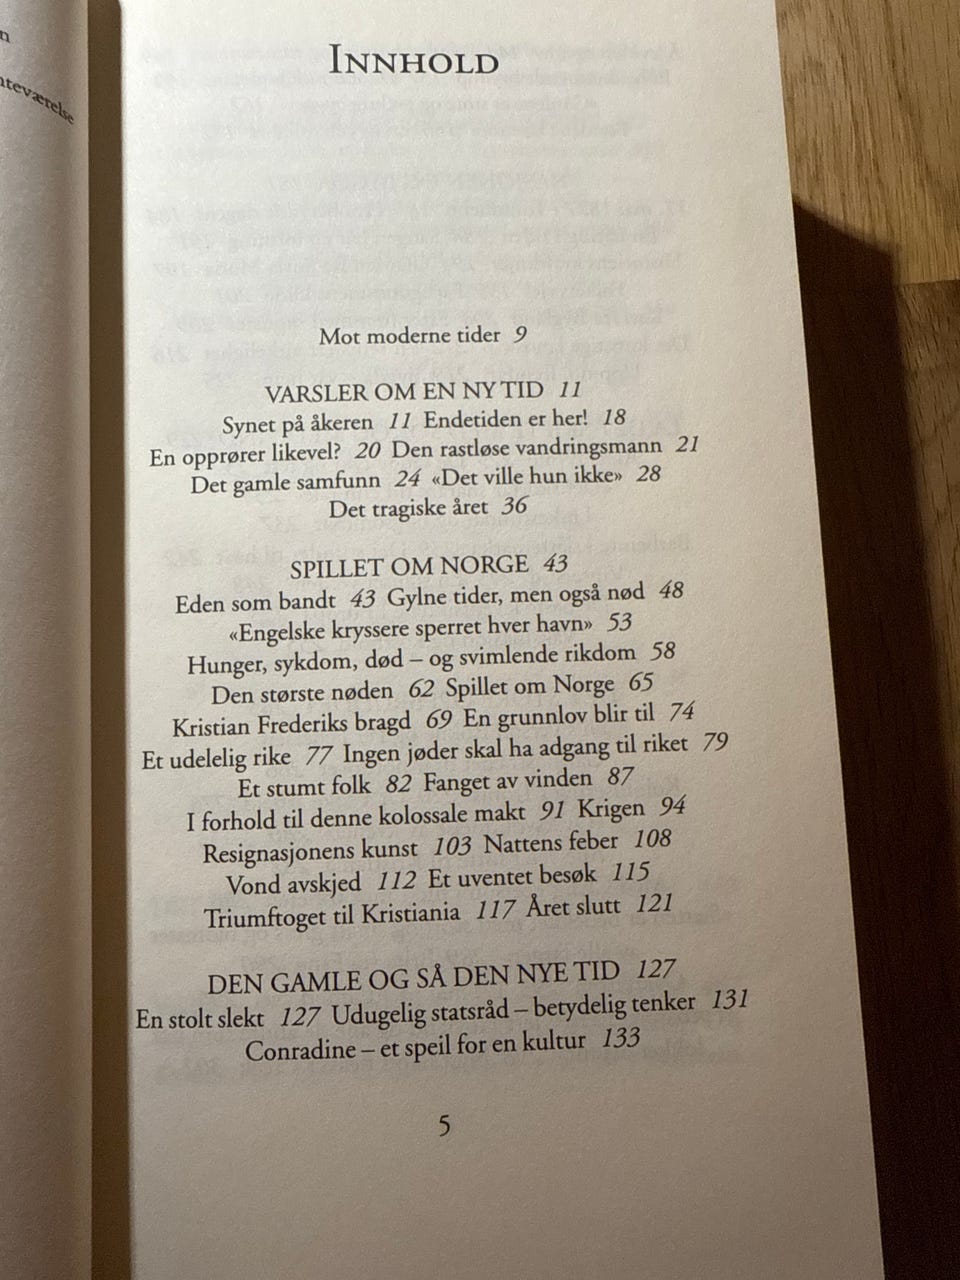 nteværelse
INNHOLD
Mot moderne tider 9
VARSLER OM EN NY TID 11
Synet på åkeren 11 Endetiden er her! 18
En opprører likevel? 20 Den rastløse vandringsmann 21
Det gamle samfunn 24 «Det ville hun ikke» 28
Det tragiske året 36
SPILLET OM NORGE 43
Eden som bandt 43 Gylne tider, men også nød 48
«Engelske kryssere sperret hver havn» 53
Hunger, sykdom, død – og svimlende rikdom 58
Den største nøden 62 Spillet om Norge 65
Kristian Frederiks bragd 69 En grunnlov blir til 74
Et udelelig rike 77 Ingen jøder skal ha adgang til riket 79
Et stumt folk 82 Fanget av vinden 87
I forhold til denne kolossale makt 91 Krigen 94
Resignasjonens kunst 103 Nattens feber 108
Vond avskjed 112 Et uventet besøk 115
Triumftoget til Kristiania 117 Året slutt 121
DEN GAMLE OG SÅ DEN NYE TID 127
En stolt slekt 127 Udugelig statsråd – betydelig tenker 131
Conradine – et speil for en kultur 133
5